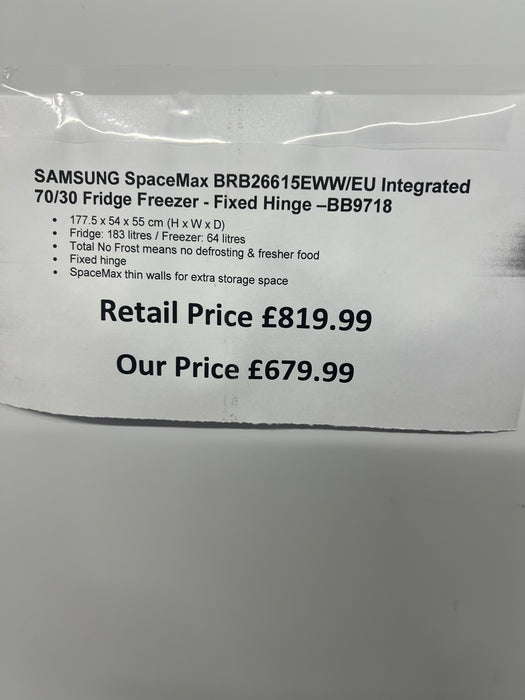 SAMSUNG SpaceMax BRB26615EWW/EU Integrated
70/30 Fridge Freezer - Fixed Hinge –BB9718
• 177.5 x 54 x 55 cm (H x W x D)
• Fridge: 183 litres / Freezer: 64 litres
• Total No Frost means no defrosting & fresher food
• Fixed hinge
• SpaceMax thin walls for extra storage space
Retail Price £819.99
Our Price £679.99